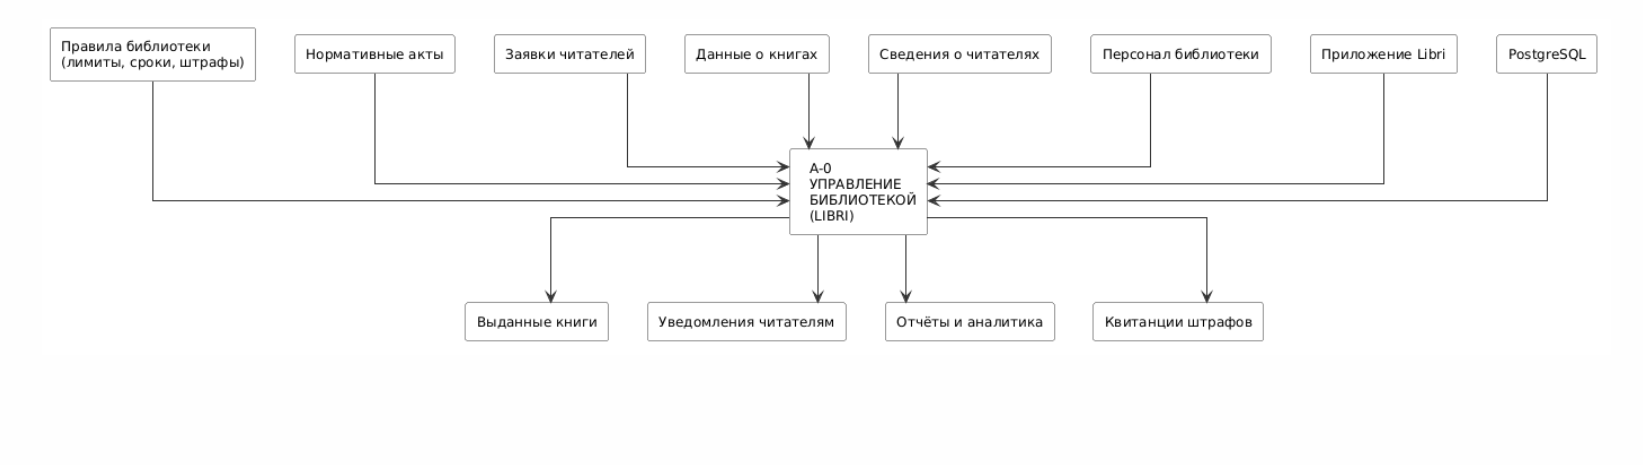 Правила библиотеки
(лимиты, сроки, штрафы)
Нормативные акты
Заявки читателей
Данные о книгах
Сведения о читателях
Персонал библиотеки
Приложение Libri
PostgreSQL
A-0
УПРАВЛЕНИЕ
БИБЛИОТЕКОЙ
(LIBRI)
Выданные книги
Уведомления читателям
Отчёты и аналитика
Квитанции штрафов